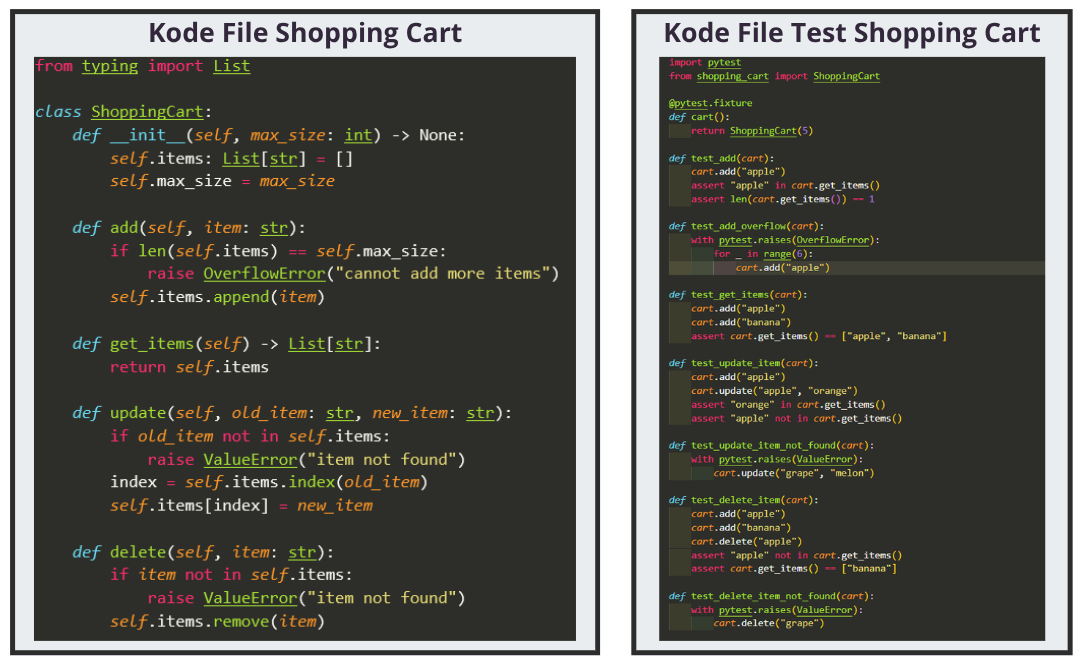 Kode File Shopping Cart
from typing import List
class ShoppingCart:
    def __init__(self, max_size: int) -> None:
        self.items: List[str] = []
        self.max_size = max_size
    def add(self, item: str):
        if len(self.items) == self.max_size:
            raise OverflowError("cannot add more items")
        self.items.append(item)
    def get_items(self) -> List[str]:
        return self.items
    def update(self, old_item: str, new_item: str):
        if old_item not in self.items:
            raise ValueError("item not found")
        index = self.items.index(old_item)
        self.items[index] = new_item
    def delete(self, item: str):
        if item not in self.items:
            raise ValueError("item not found")
        self.items.remove(item)
Kode File Test Shopping Cart
import pytest
from shopping_cart import ShoppingCart
@pytest.fixture
def cart():
    return ShoppingCart(5)
def test_add(cart):
    cart.add("apple")
    assert "apple" in cart.get_items()
    assert len(cart.get_items()) == 1
def test_add_overflow(cart):
    with pytest.raises(OverflowError):
        for _ in range(6):
            cart.add("apple")
def test_get_items(cart):
    cart.add("apple")
    cart.add("banana")
    assert cart.get_items() == ["apple", "banana"]
def test_update_item(cart):
    cart.add("apple")
    cart.update("apple", "orange")
    assert "orange" in cart.get_items()
    assert "apple" not in cart.get_items()
def test_update_item_not_found(cart):
    with pytest.raises(ValueError):
        cart.update("grape", "melon")
def test_delete_item(cart):
    cart.add("apple")
    cart.add("banana")
    cart.delete("apple")
    assert "apple" not in cart.get_items()
    assert cart.get_items() == ["banana"]
def test_delete_item_not_found(cart):
    with pytest.raises(ValueError):
        cart.delete("grape")